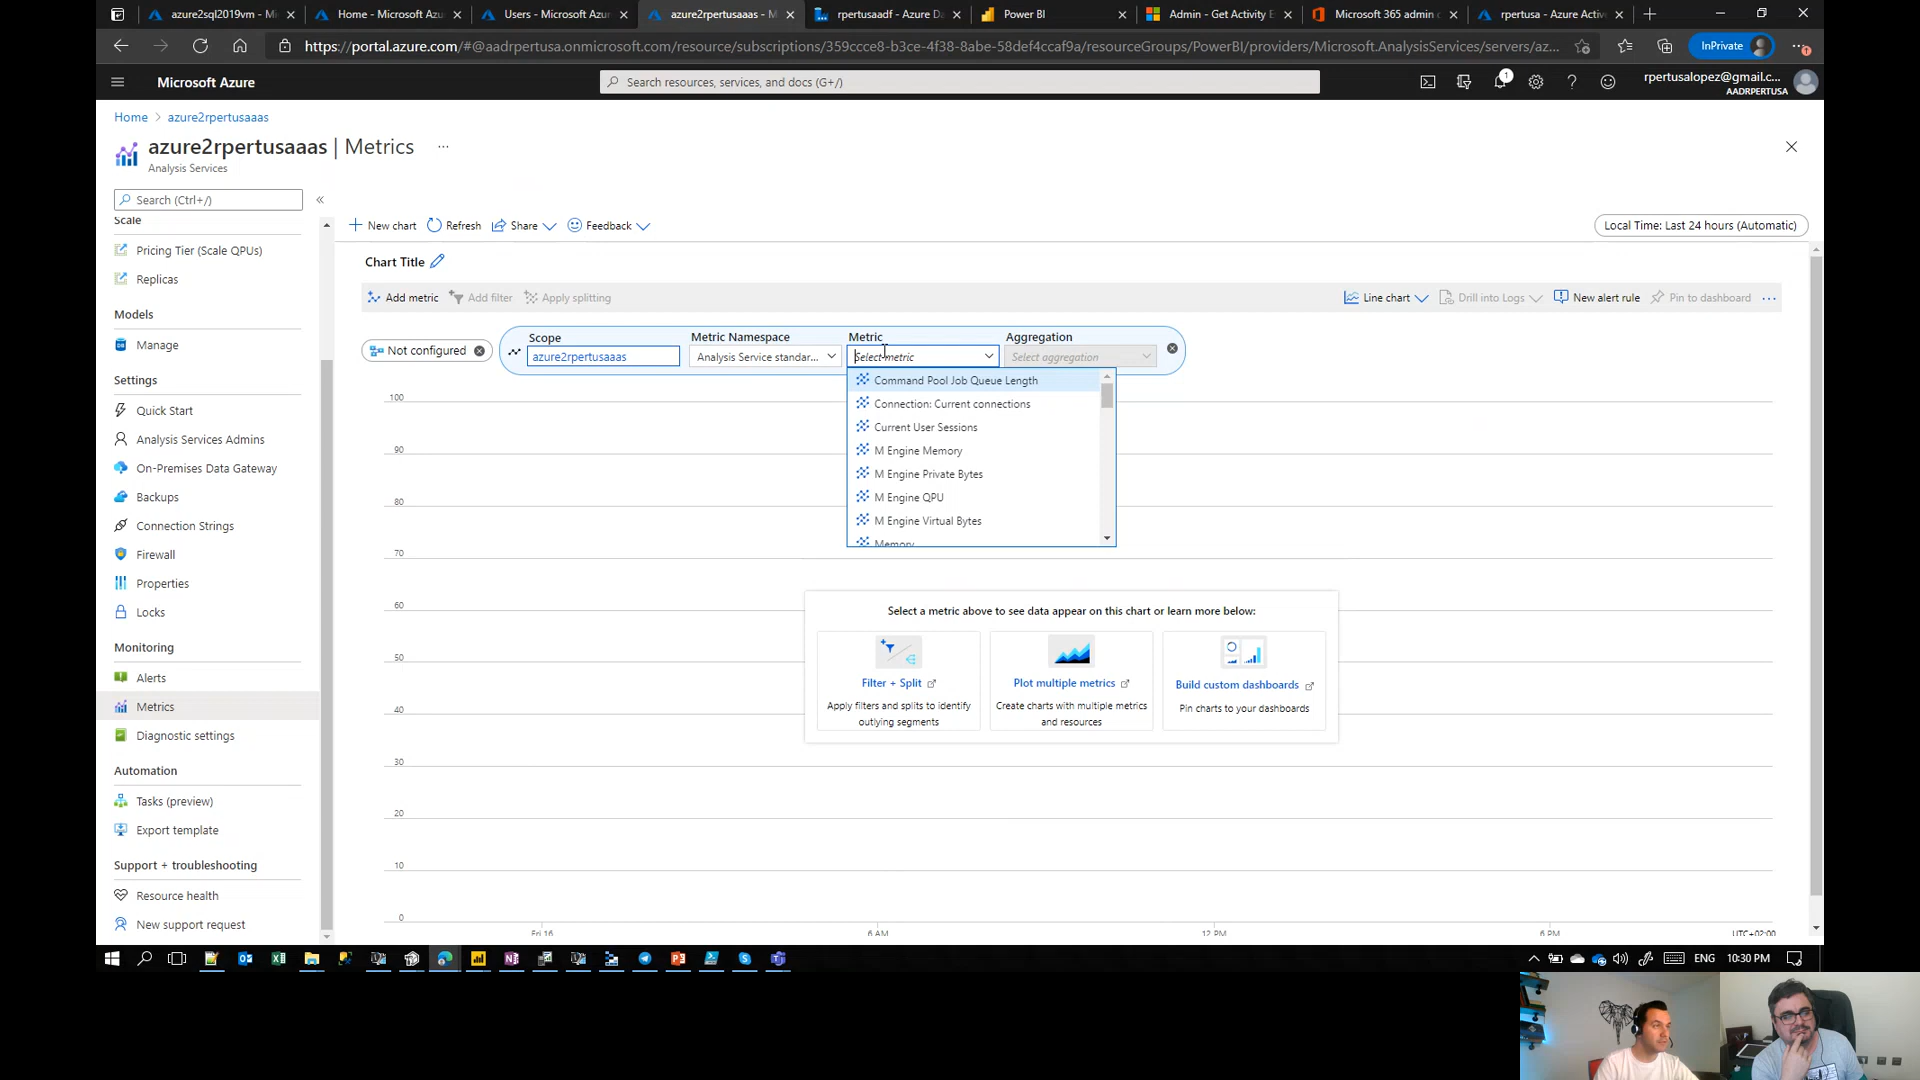 azure2sql2019vm - Mi
Home - Microsoft Azu
Users - Microsoft Azu
azure2rpertusaaas - M
rpertusaadf - Azure Da
Power BI
Admin - Get Activity E
Microsoft 365 admin c
rpertusa - Azure Activ
https://portal.azure.com/#@aadrpertusa.onmicrosoft.com/resource/subscriptions/359ccce8-b3ce-4f38-8abe-58def4ccaf9a/resourceGroups/PowerBI/providers/Microsoft.AnalysisServices/servers/az...
InPrivate
Microsoft Azure
Search resources, services, and docs (G+/)
1
rpertusalopez@gmail.c...
AADRPERTUSA
Home > azure2rpertusaaas
azure2rpertusaaas | Metrics ...
Analysis Services
Search (Ctrl+/)
Scale
Pricing Tier (Scale QPUs)
Replicas
Models
Manage
Settings
Quick Start
Analysis Services Admins
On-Premises Data Gateway
Backups
Connection Strings
Firewall
Properties
Locks
Monitoring
Alerts
Metrics
Diagnostic settings
Automation
Tasks (preview)
Export template
Support + troubleshooting
Resource health
New support request
New chart
Refresh
Share
Feedback
Local Time: Last 24 hours (Automatic)
Chart Title
Add metric
Add filter
Apply splitting
Line chart
Drill into Logs
New alert rule
Pin to dashboard
...
Not configured
Scope
azure2rpertusaaas
Metric Namespace
Analysis Service standar...
Metric
Select metric
Aggregation
Select aggregation
Command Pool Job Queue Length
Connection: Current connections
Current User Sessions
M Engine Memory
M Engine Private Bytes
M Engine QPU
M Engine Virtual Bytes
Memory
100
90
80
70
60
50
40
30
20
10
0
Select a metric above to see data appear on this chart or learn more below:
Filter + Split
Apply filters and splits to identify
outlying segments
Plot multiple metrics
Create charts with multiple metrics
and resources
Build custom dashboards
Pin charts to your dashboards
Fri 16
6 AM
12 PM
6 PM
UTC+02:00
ENG
10:30 PM